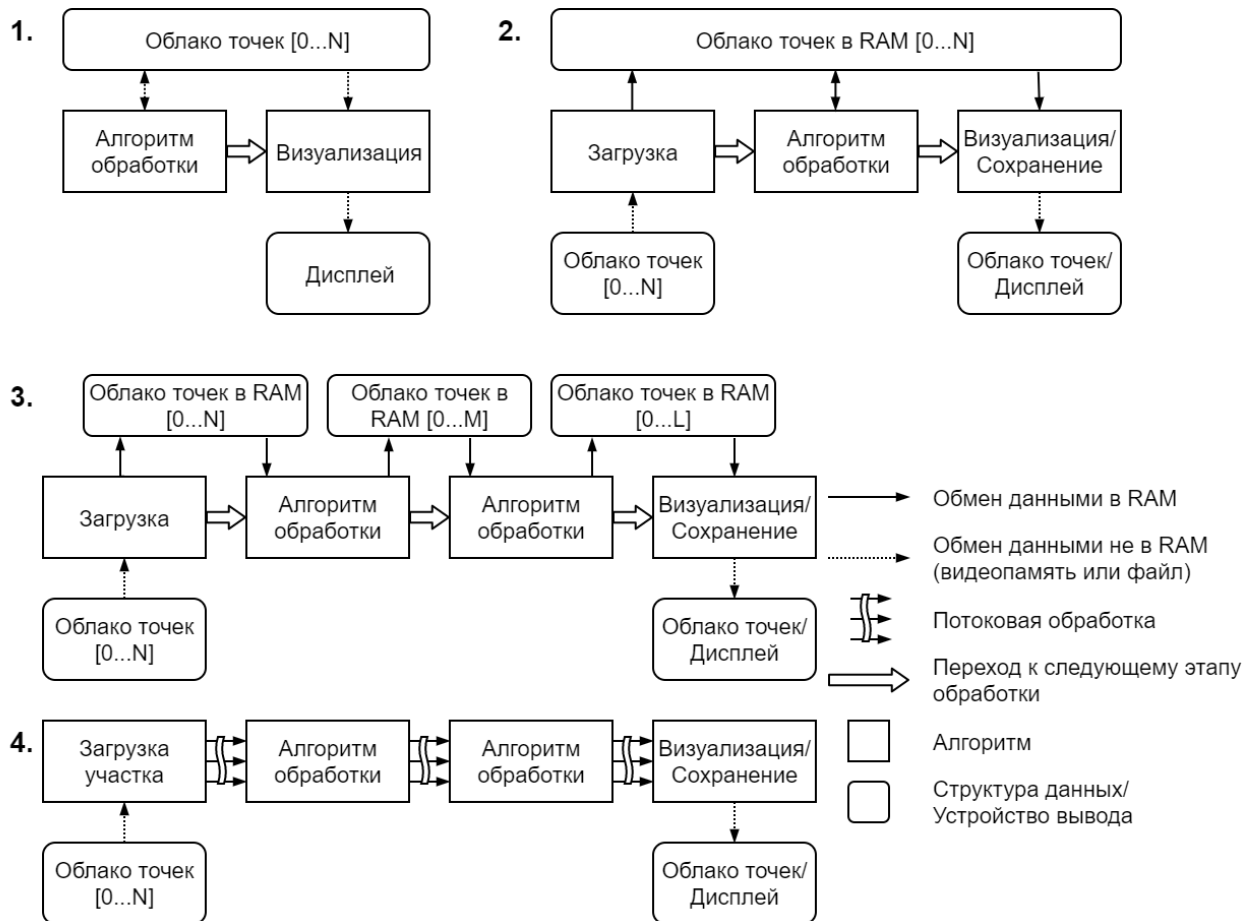 1.
Облако точек [0...N]
Алгоритм
обработки
Визуализация
Дисплей
2.
Облако точек в RAM [0...N]
Загрузка
Алгоритм
обработки
Визуализация/
Сохранение
Облако точек
[0...N]
Облако точек/
Дисплей
3.
Облако точек в RAM
[0...N]
Облако точек в
RAM [0...M]
Облако точек в RAM
[0...L]
Загрузка
Алгоритм
обработки
Алгоритм
обработки
Визуализация/
Сохранение
Облако точек
[0...N]
Облако точек/
Дисплей
4.
Загрузка
участка
Алгоритм
обработки
Алгоритм
обработки
Визуализация/
Сохранение
Облако точек
[0...N]
Облако точек/
Дисплей
Обмен данными в RAM
Обмен данными не в RAM
(видеопамять или файл)
Потоковая обработка
Переход к следующему этапу
обработки
Алгоритм
Структура данных/
Устройство вывода